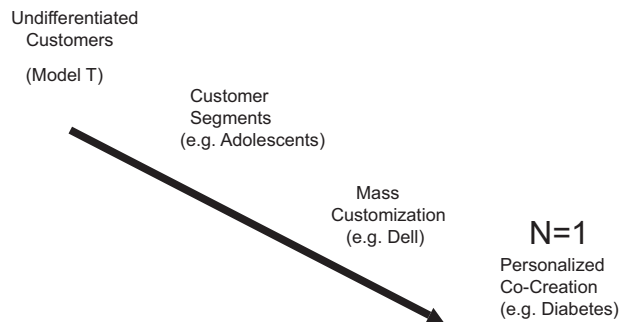 Undifferentiated
Customers
(Model T)
Customer
Segments
(e.g. Adolescents)
Mass
Customization
(e.g. Dell)
N=1
Personalized
Co-Creation
(e.g. Diabetes)